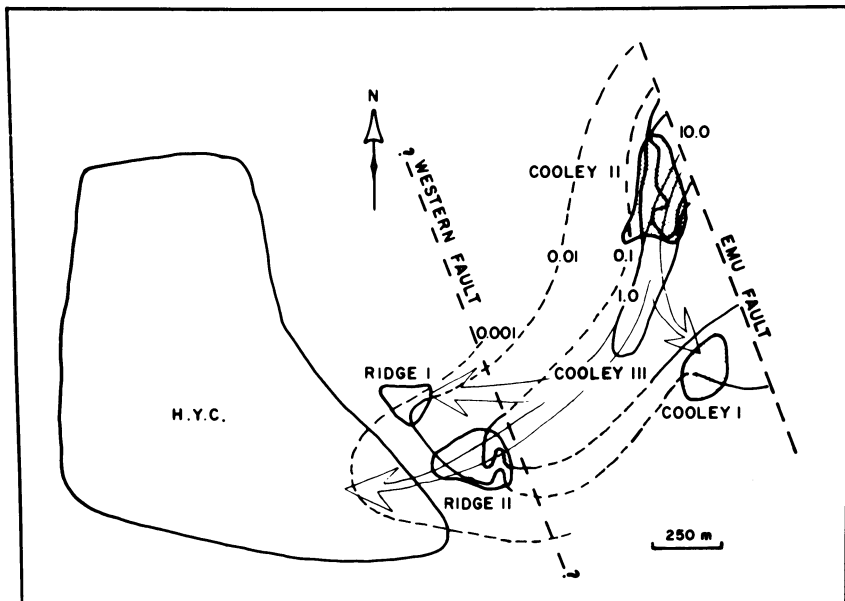 N
10.0
COOLEY II
? WESTERN FAULT
EMU FAULT
0.01
0.1
1.0
0.001
RIDGE I
COOLEY III
COOLEY I
H.Y.C.
RIDGE II
250 m
?